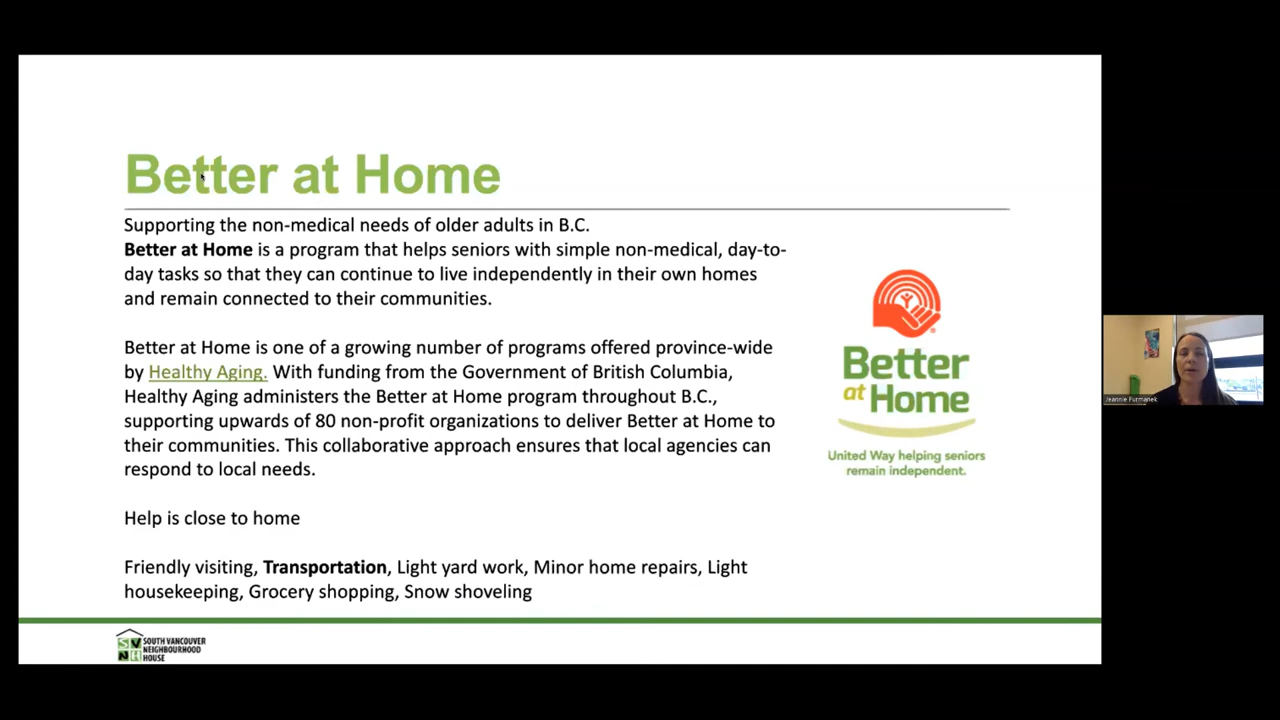 Better at Home
Supporting the non-medical needs of older adults in B.C.
Better at Home is a program that helps seniors with simple non-medical, day-to-
day tasks so that they can continue to live independently in their own homes
and remain connected to their communities.
Better at Home is one of a growing number of programs offered province-wide
by Healthy Aging. With funding from the Government of British Columbia,
Healthy Aging administers the Better at Home program throughout B.C.,
supporting upwards of 80 non-profit organizations to deliver Better at Home to
their communities. This collaborative approach ensures that local agencies can
respond to local needs.
Help is close to home
Friendly visiting, Transportation, Light yard work, Minor home repairs, Light
housekeeping, Grocery shopping, Snow shoveling
Better
at Home
United Way helping seniors
remain independent.
Jeannie Furmanek
SV
NH
SOUTH VANCOUVER
NEIGHBOURHOOD
HOUSE